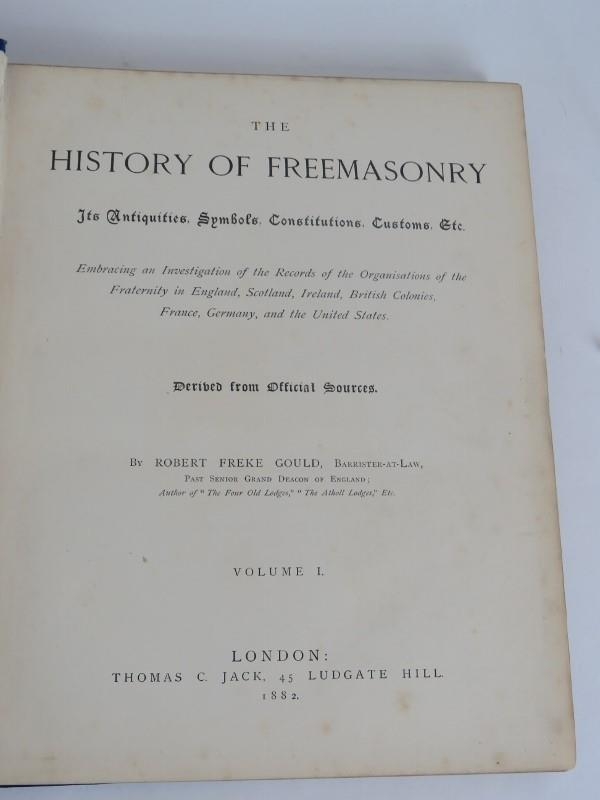 THE
HISTORY OF FREEMASONRY
Its Antiquities, Symbols, Constitutions, Customs, Etc.
Embracing an Investigation of the Records of the Organisations of the
Fraternity in England, Scotland, Ireland, British Colonies,
France, Germany, and the United States.
Derived from Official Sources.
By ROBERT FREKE GOULD, Barrister-at-Law,
Past Senior Grand Deacon of England;
Author of "The Four Old Lodges," "The Atholl Lodges," Etc.
VOLUME I.
LONDON:
THOMAS C. JACK, 45 LUDGATE HILL.
1882.